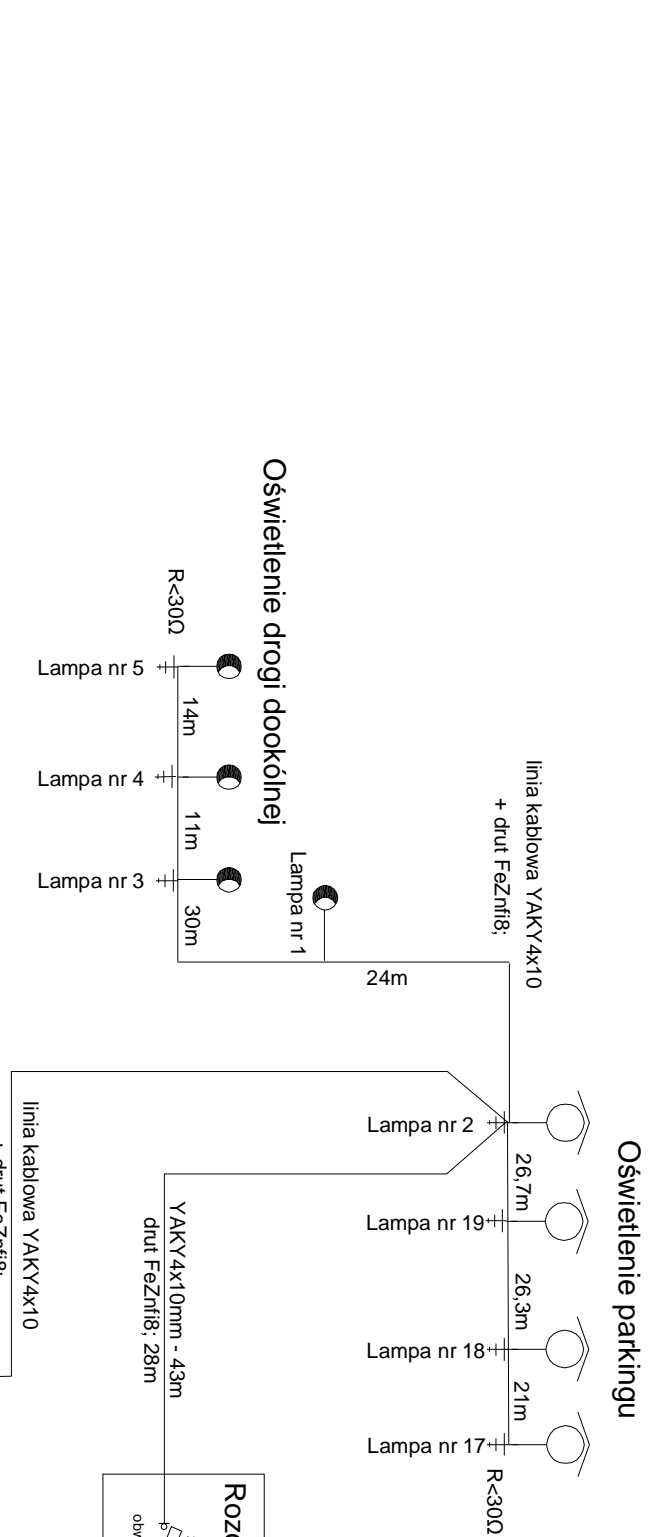 Oświetlenie drogi dookólnej
R<30Ω
Lampa nr 5
14m
Lampa nr 4
11m
Lampa nr 3
30m
Lampa nr 1
24m
linia kablowa YAKY4x10
+ drut FeZnfi8;
Oświetlenie parkingu
Lampa nr 2
26,7m
Lampa nr 19
26,3m
Lampa nr 18
21m
Lampa nr 17
R<30Ω
linia kablowa YAKY4x10
+ drut FeZnfi8;
YAKY4x10mm - 43m
drut FeZnfi8; 28m